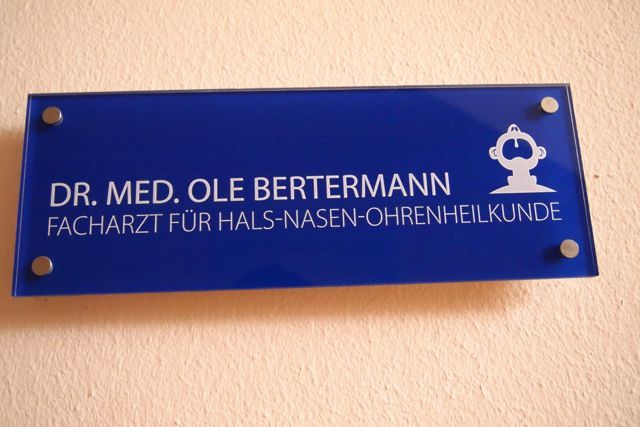 DR. MED. OLE BERTERMANN
FACHARZT FÜR HALS-NASEN-OHRENHEILKUNDE